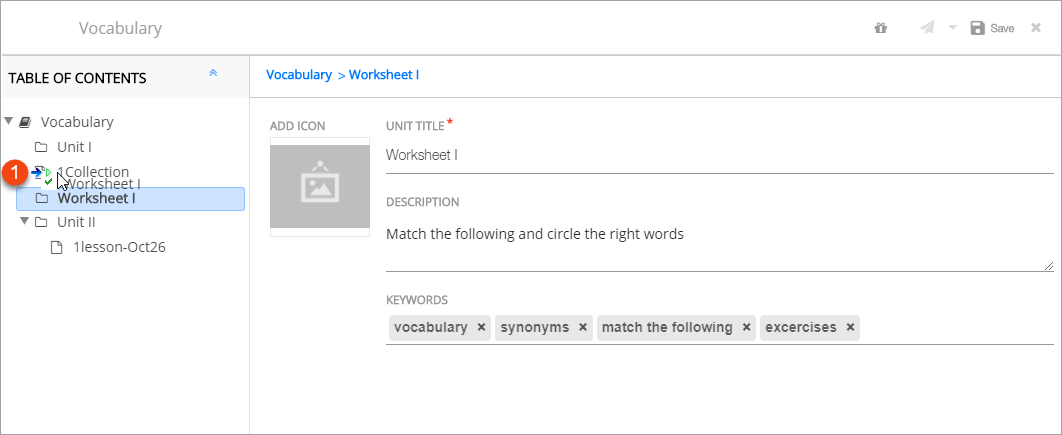 Vocabulary
Save
TABLE OF CONTENTS
Vocabulary > Worksheet I
Vocabulary
Unit I
1
1Collection
Worksheet I
Worksheet I
Unit II
1lesson-Oct26
ADD ICON
UNIT TITLE *
Worksheet I
DESCRIPTION
Match the following and circle the right words
KEYWORDS
vocabulary × synonyms × match the following × excercises ×